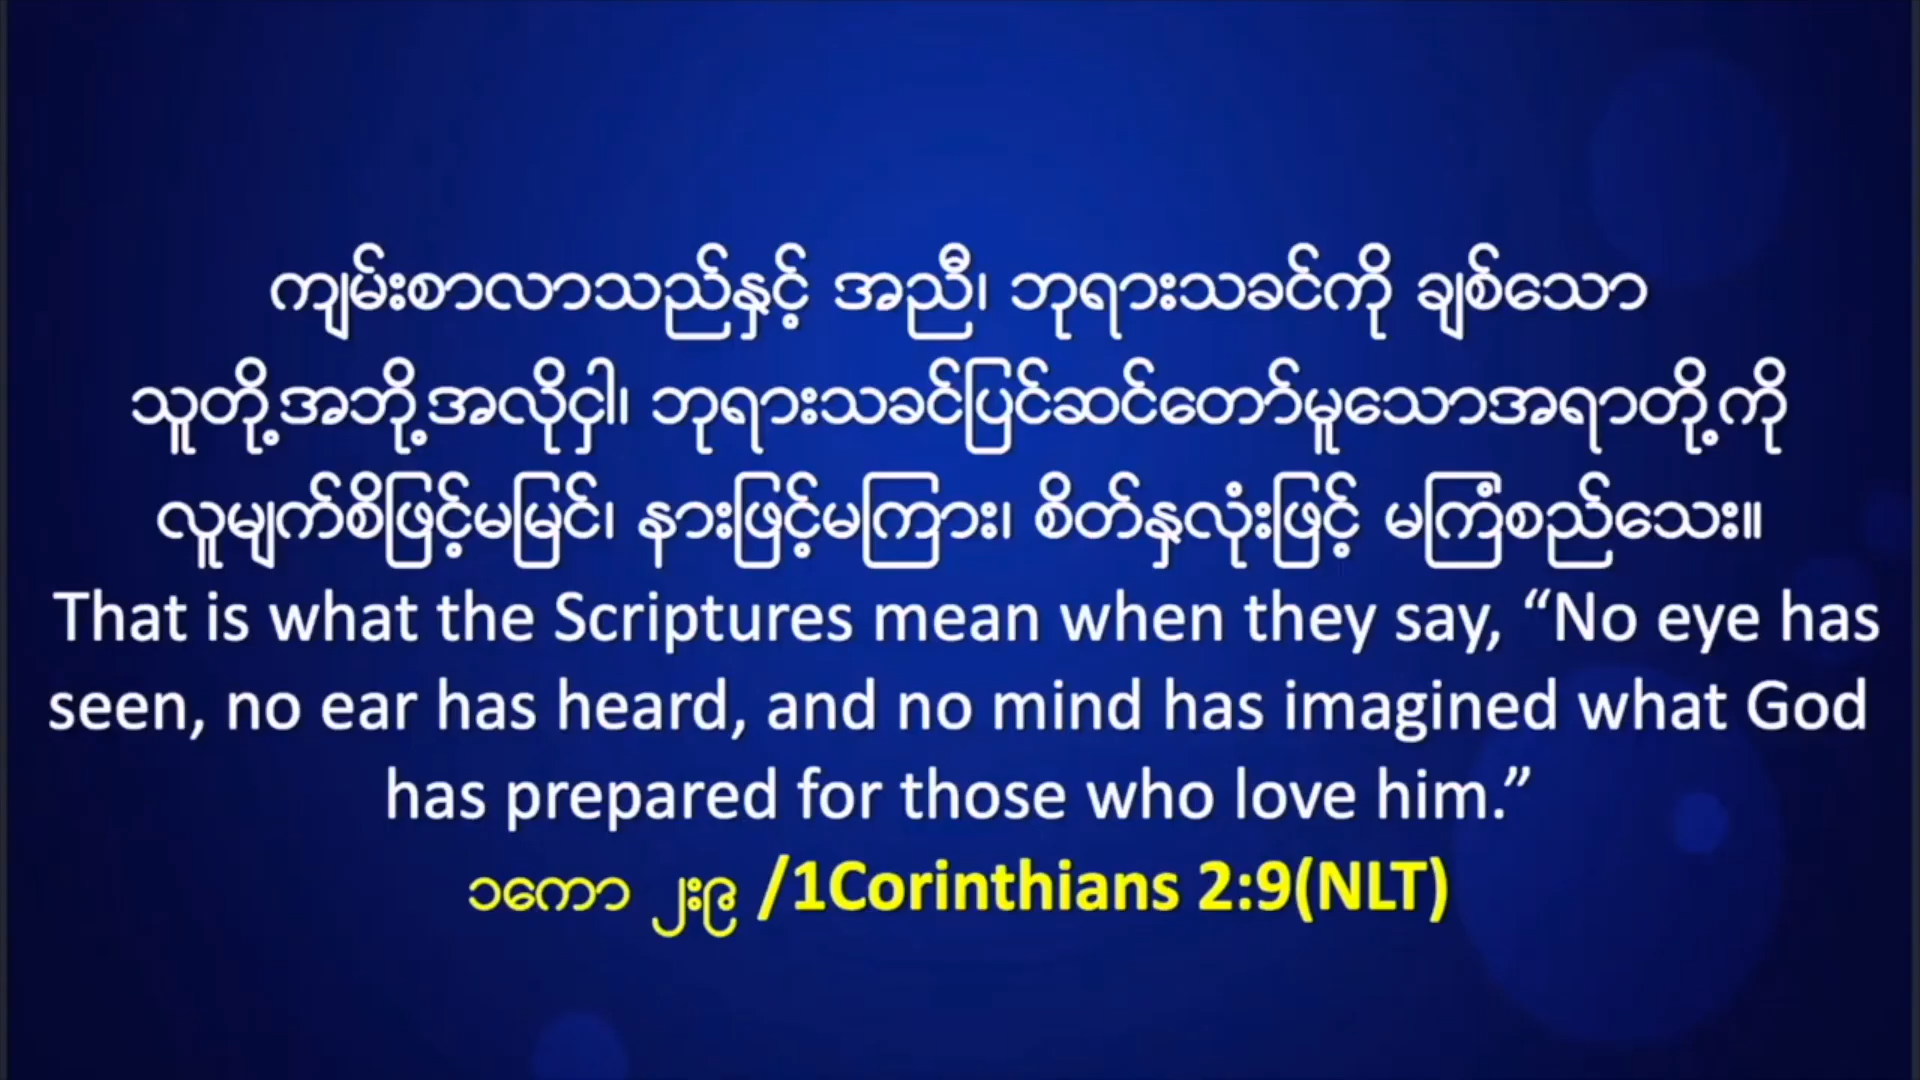 ကျမ်းစာလာသည်နှင့် အညီ၊ ဘုရားသခင်ကို ချစ်သော
သူတို့အဘို့အလိုငှါ၊ ဘုရားသခင်ပြင်ဆင်တော်မူသောအရာတို့ကို
လူမျက်စိဖြင့်မမြင်၊ နားဖြင့်မကြား၊ စိတ်နှလုံးဖြင့် မကြံစည်သေး။
That is what the Scriptures mean when they say, “No eye has
seen, no ear has heard, and no mind has imagined what God
has prepared for those who love him.”
၁ကော ၂း၉ /1Corinthians 2:9(NLT)